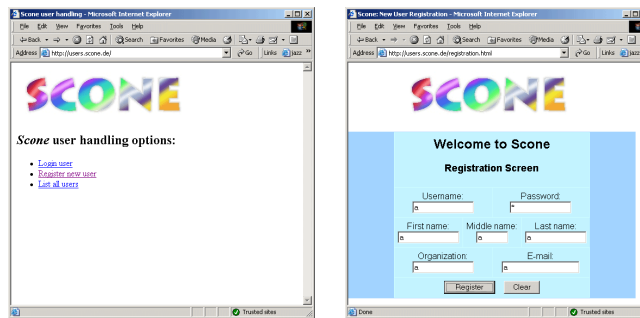 Scone user handling - Microsoft Internet Explorer
File Edit View Favorites Tools Help
Back Search Favorites Media
Address http://users.scone.de/ Go Links jazz »
SCONE
Scone user handling options:
Login user
Register new user
List all users
Trusted sites
Scone: New User Registration - Microsoft Internet Explorer
File Edit View Favorites Tools Help
Back Search Favorites Media
Address http://users.scone.de/registration.html Go Links jazz
SCONE
Welcome to Scone
Registration Screen
Username: Password:
a *
First name: Middle name: Last name:
a a a
Organization: E-mail:
a a
Register Clear
Done Trusted sites